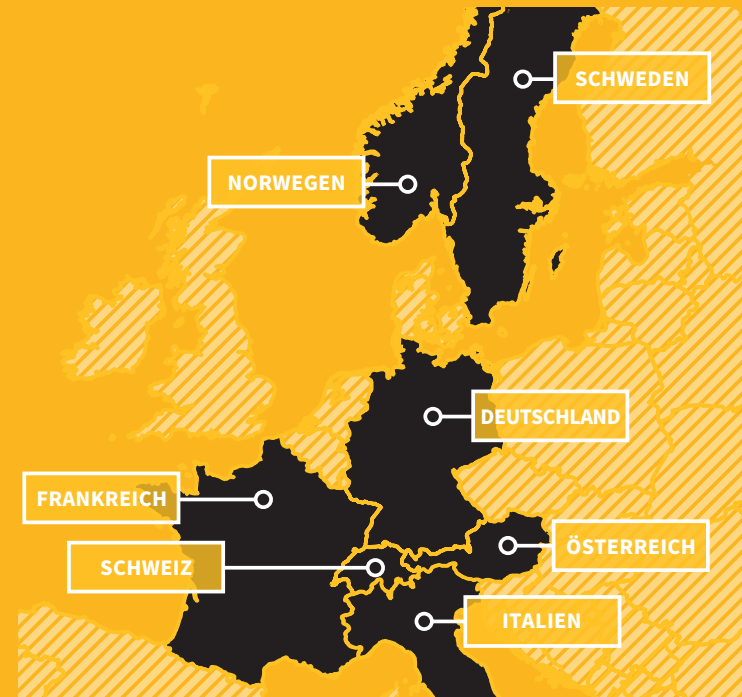 SCHWEDEN
NORWEGEN
DEUTSCHLAND
FRANKREICH
ÖSTERREICH
SCHWEIZ
ITALIEN